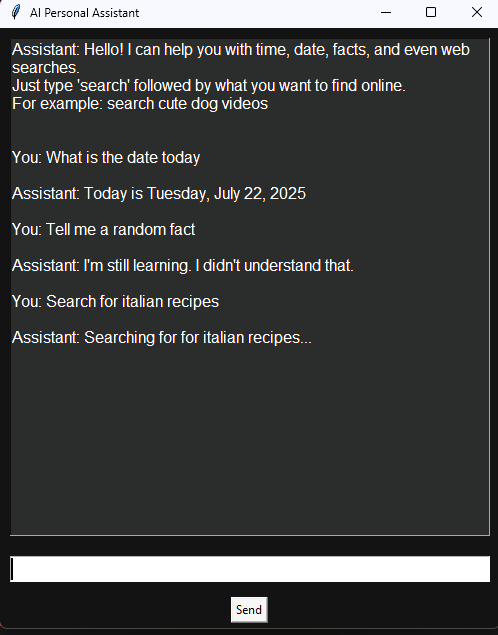 AI Personal Assistant
Assistant: Hello! I can help you with time, date, facts, and even web
searches.
Just type 'search' followed by what you want to find online.
For example: search cute dog videos
You: What is the date today
Assistant: Today is Tuesday, July 22, 2025
You: Tell me a random fact
Assistant: I'm still learning. I didn't understand that.
You: Search for italian recipes
Assistant: Searching for for italian recipes...
Send